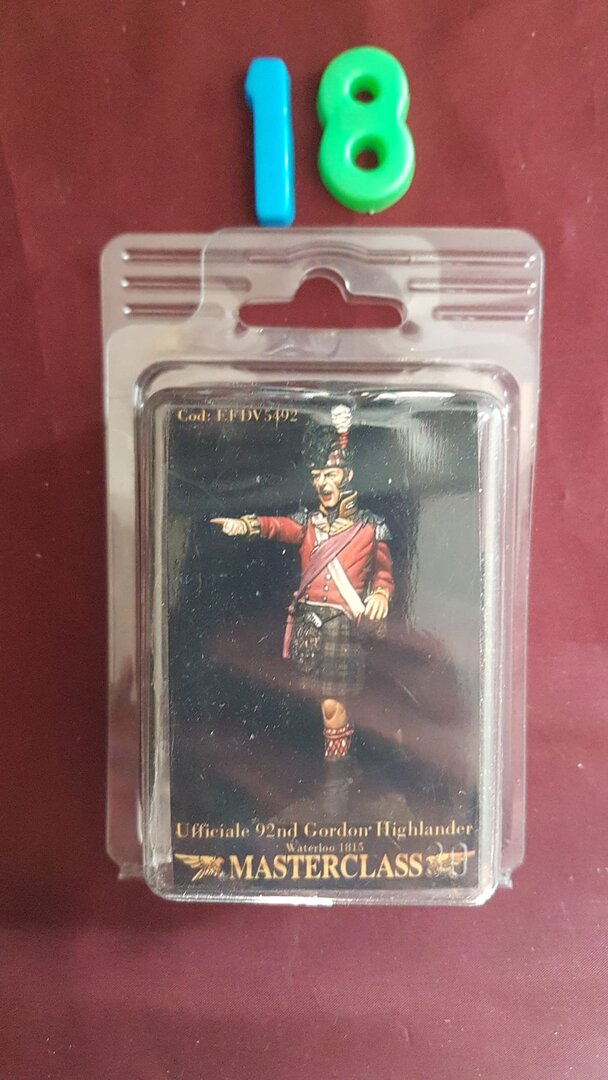 18
Cod: EFDV5492
Ufficiale 92nd Gordon Highlander
Waterloo 1815
MASTERCLASS